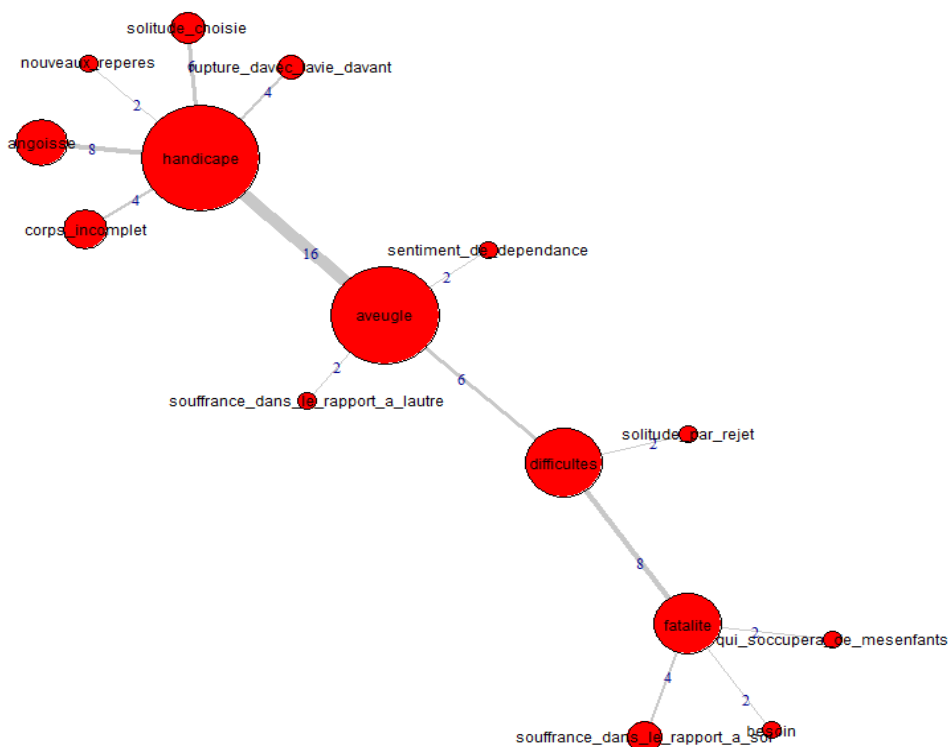 solitude_choisie
nouveaux_reperes
6
rupture_davec_lavie_davant
2
4
angoisse
8
handicape
4
corps_incomplet
16
sentiment_de_dependance
2
aveugle
2
6
souffrance_dans_le_rapport_a_lautre
solitude_par_rejet
2
difficultes
8
fatalite
2
qui_soccupera_de_mesenfants
4
2
besoin
souffrance_dans_le_rapport_a_soi